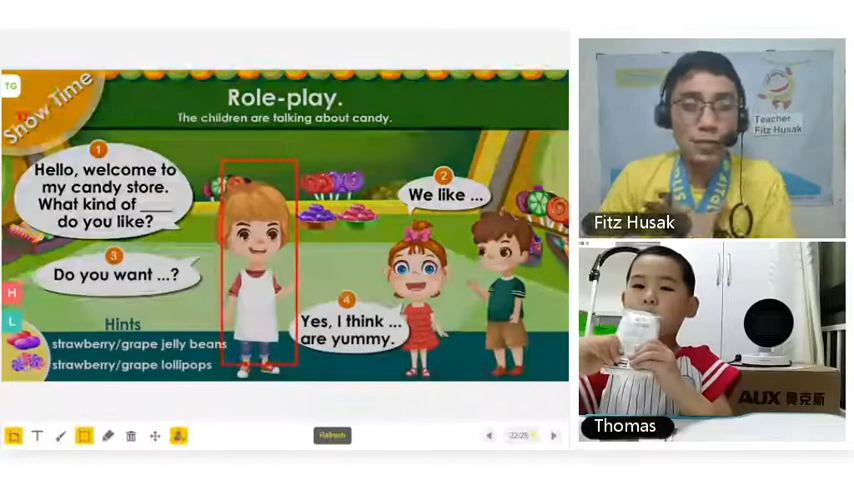 TG
Show Time
Role-play.
The children are talking about candy.
1
Hello, welcome to
my candy store.
What kind of ____
do you like?
2
We like ...
3
Do you want ...?
4
Yes, I think ...
are yummy.
H
L
Hints
strawberry/grape jelly beans
strawberry/grape lollipops
Refresh
Teacher
Fitz Husak
Fitz Husak
AUX 奥克斯
Thomas